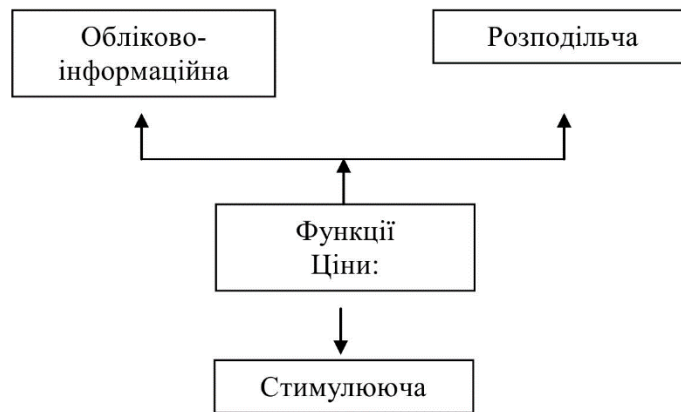 Обліково-
інформаційна
Розподільча
Функції
Ціни:
Стимулююча